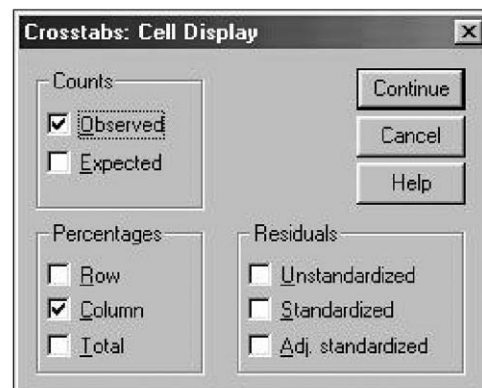 Crosstabs: Cell Display
Counts
Observed
Expected
Continue
Cancel
Help
Percentages
Row
Column
Total
Residuals
Unstandardized
Standardized
Adj. standardized